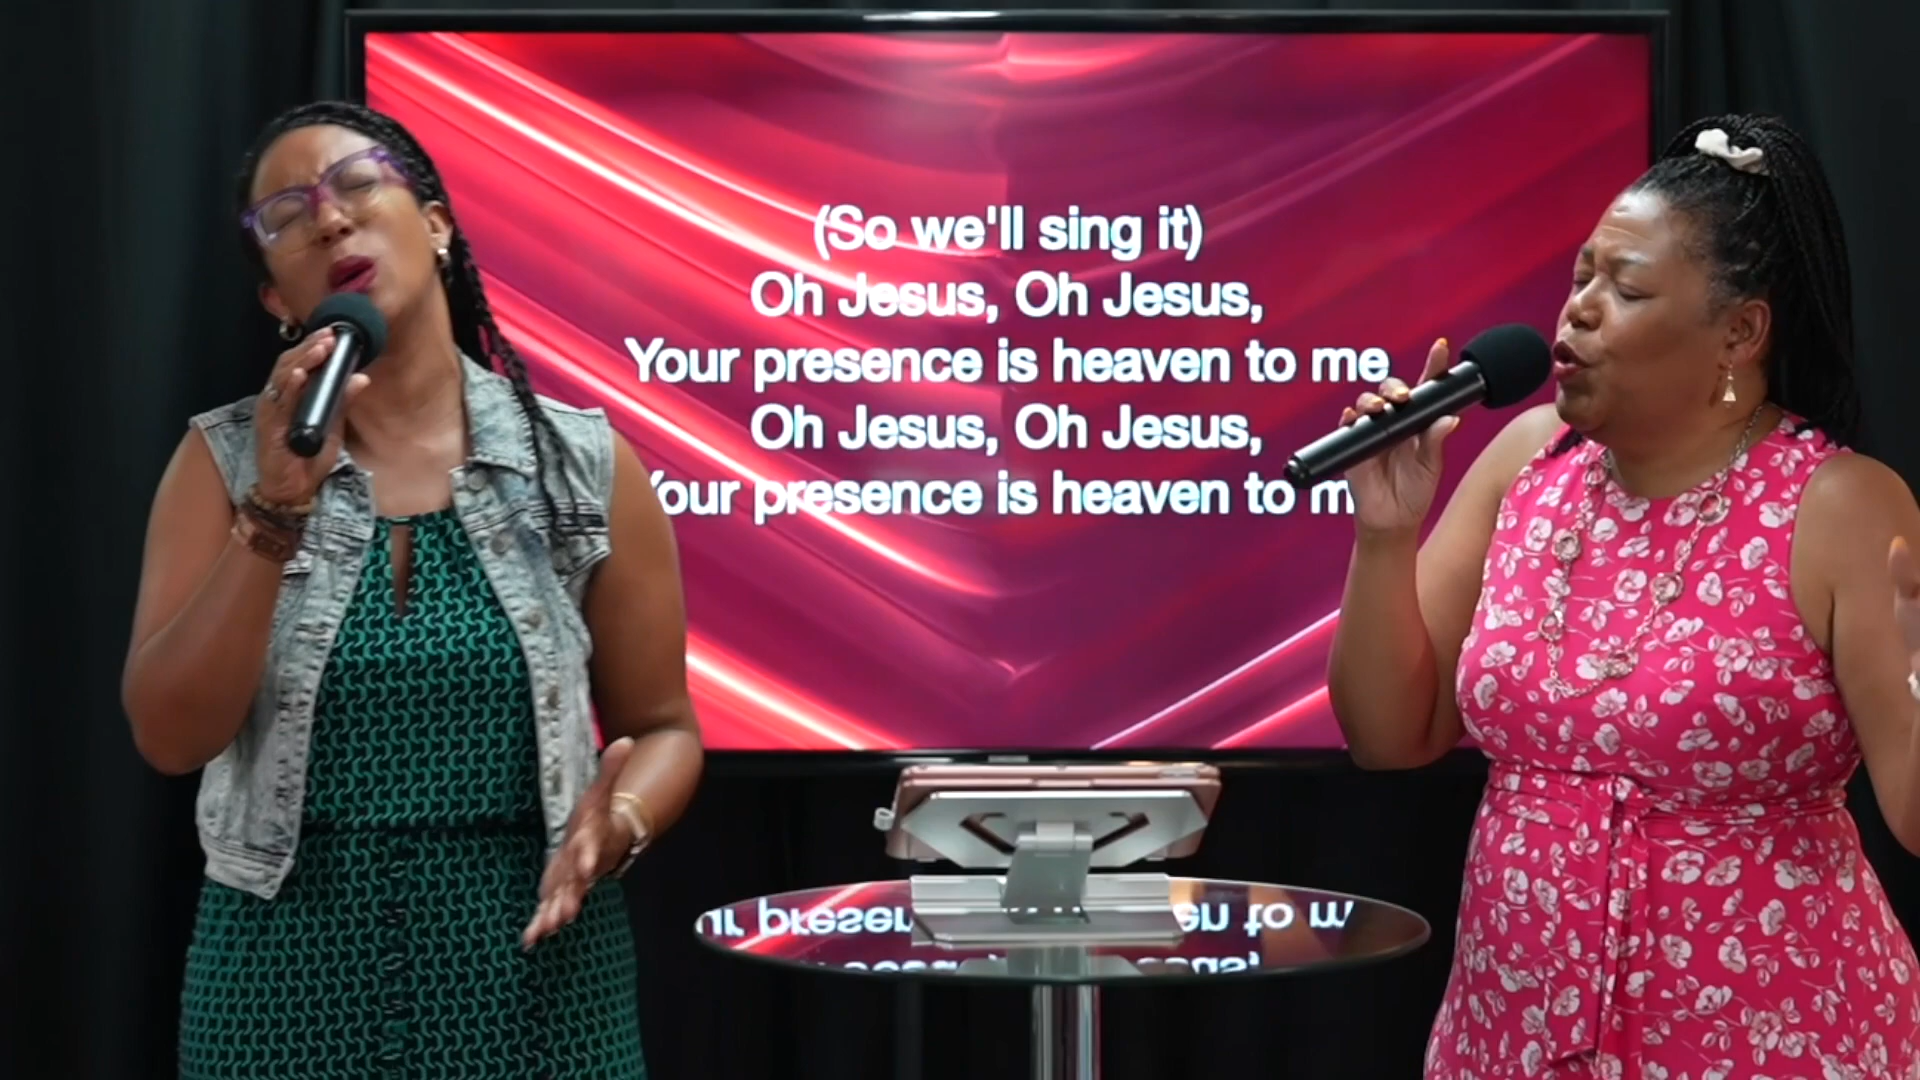 (So we'll sing it)
Oh Jesus, Oh Jesus,
Your presence is heaven to me
Oh Jesus, Oh Jesus,
Your presence is heaven to m